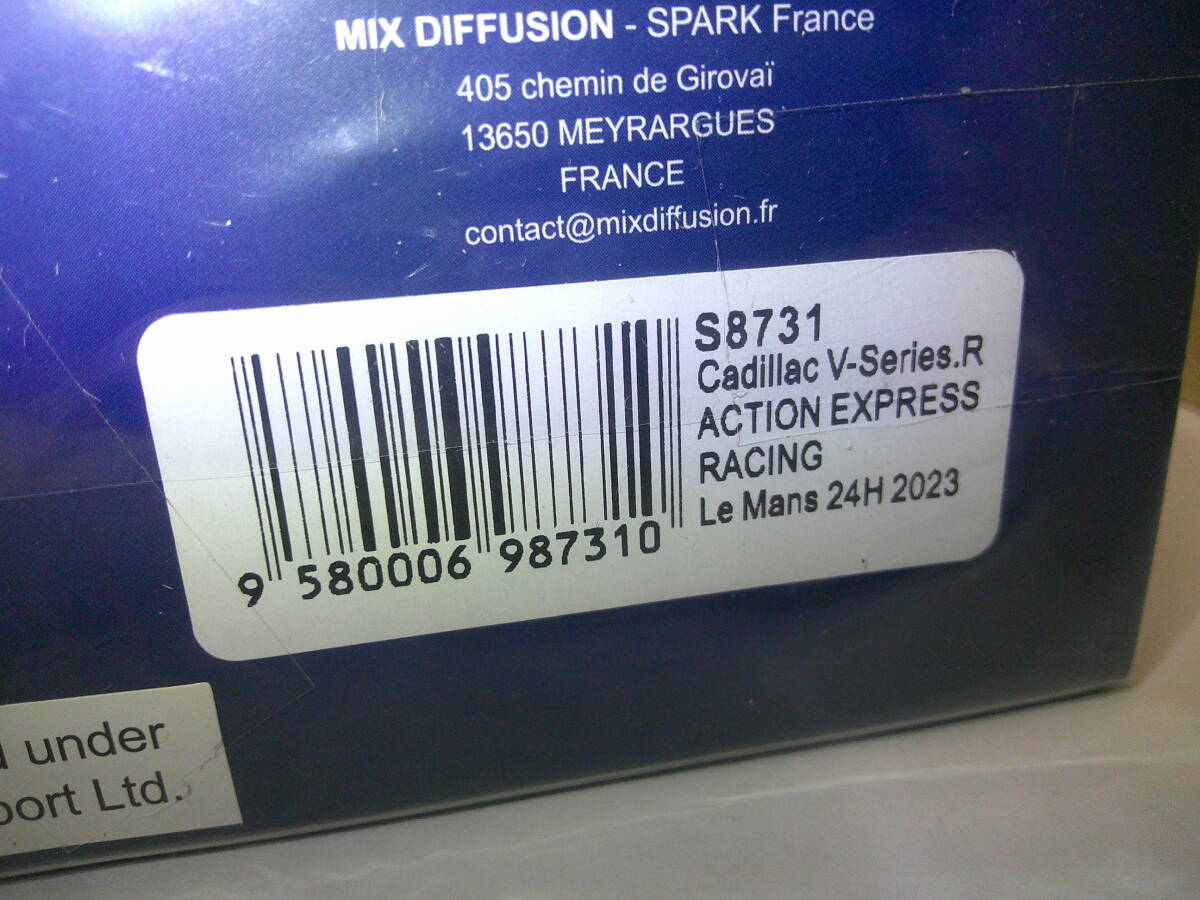 MIX DIFFUSION - SPARK France
405 chemin de Girovaï
13650 MEYRARGUES
FRANCE
contact@mixdiffusion.fr
S8731
Cadillac V-Series.R
ACTION EXPRESS
RACING
Le Mans 24H 2023
9 580006 987310
under
Ltd.